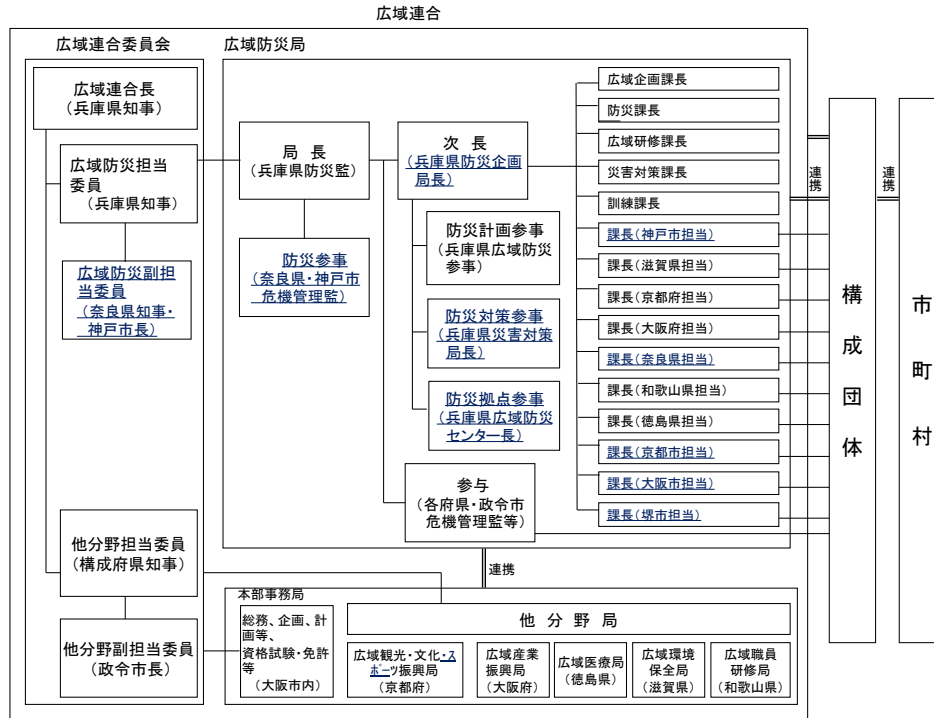 広域連合
広域連合委員会
広域防災局
広域連合長
(兵庫県知事)
広域防災担当
委員
(兵庫県知事)
広域防災副担
当委員
(奈良県知事・
神戸市長)
他分野担当委員
(構成府県知事)
他分野副担当委員
(政令市長)
局 長
(兵庫県防災監)
防災参事
(奈良県・神戸市
危機管理監)
次 長
(兵庫県防災企画
局長)
防災計画参事
(兵庫県広域防災
参事)
防災対策参事
(兵庫県災害対策
局長)
防災拠点参事
(兵庫県広域防災
センター長)
参与
(各府県・政令市
危機管理監等)
広域企画課長
防災課長
広域研修課長
災害対策課長
訓練課長
課長(神戸市担当)
課長(滋賀県担当)
課長(京都府担当)
課長(大阪府担当)
課長(奈良県担当)
課長(和歌山県担当)
課長(徳島県担当)
課長(京都市担当)
課長(大阪市担当)
課長(堺市担当)
連携
構成団体
連携
市町村
連携
本部事務局
総務、企画、計
画等、
資格試験・免許
等
(大阪市内)
他 分 野 局
広域観光・文化・ス
ポーツ振興局
(京都府)
広域産業
振興局
(大阪府)
広域医療局
(徳島県)
広域環境
保全局
(滋賀県)
広域職員
研修局
(和歌山県)